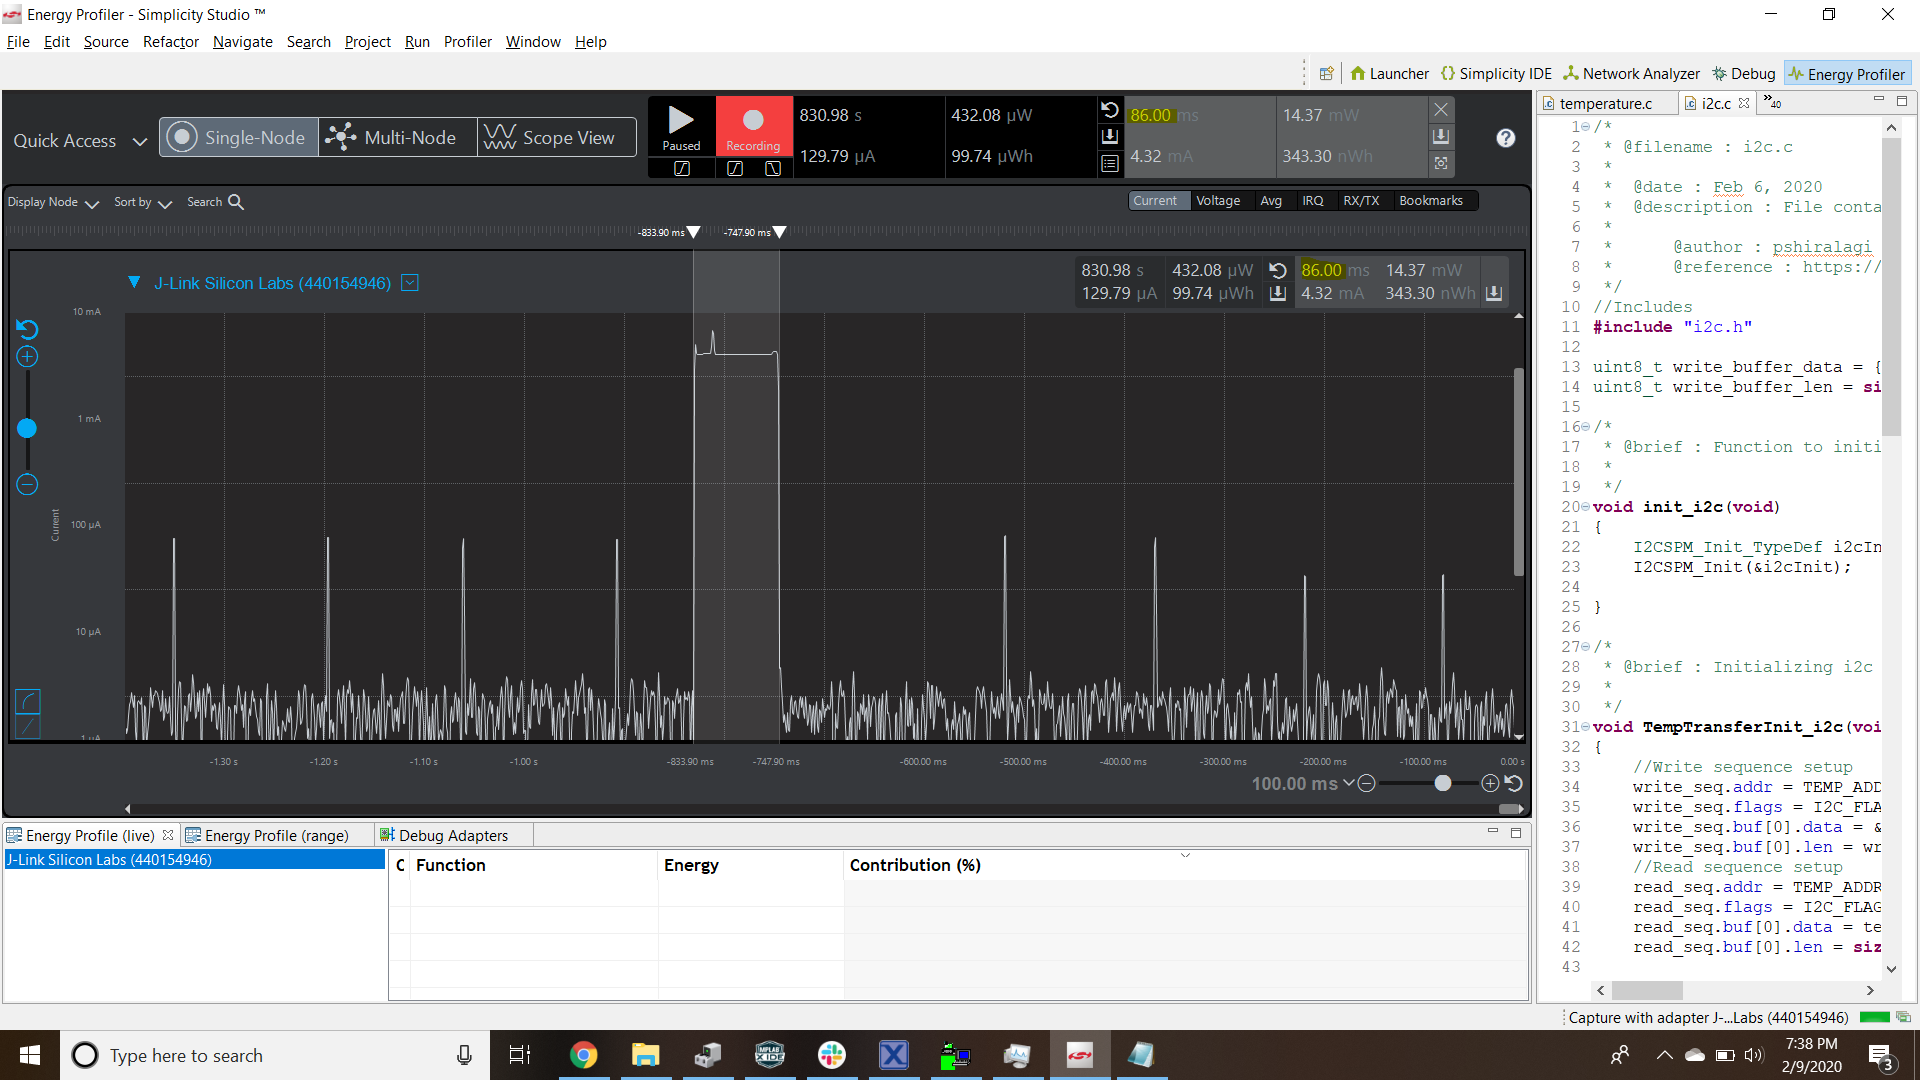 Energy Profiler - Simplicity Studio ™
File Edit Source Refactor Navigate Search Project Run Profiler Window Help
Launcher Simplicity IDE Network Analyzer Debug Energy Profiler
Quick Access Single-Node Multi-Node Scope View
Paused Recording
830.98 s 432.08 µW 86.00 ms 14.37 mW
129.79 µA 99.74 µWh 4.32 mA 343.30 nWh
Display Node Sort by Search
Current Voltage Avg IRQ RX/TX Bookmarks
-833.90 ms -747.90 ms
J-Link Silicon Labs (440154946)
830.98 s 432.08 µW 86.00 ms 14.37 mW
129.79 µA 99.74 µWh 4.32 mA 343.30 nWh
10 mA
1 mA
100 µA
10 µA
1 µA
Current
-1.30 s -1.20 s -1.10 s -1.00 s -833.90 ms -747.90 ms -600.00 ms -500.00 ms -400.00 ms -300.00 ms -200.00 ms -100.00 ms 0.00 s
100.00 ms
Energy Profile (live) Energy Profile (range) Debug Adapters
J-Link Silicon Labs (440154946)
C Function Energy Contribution (%)
temperature.c i2c.c »40
1 /*
2 * @filename : i2c.c
3 *
4 * @date : Feb 6, 2020
5 * @description : File conta
6 *
7 * @author : pshiralagi
8 * @reference : https://
9 */
10 //Includes
11 #include "i2c.h"
12
13 uint8_t write_buffer_data = {
14 uint8_t write_buffer_len = si
15
16 /*
17 * @brief : Function to initi
18 *
19 */
20 void init_i2c(void)
21 {
22 I2CSPM_Init_TypeDef i2cIn
23 I2CSPM_Init(&i2cInit);
24
25 }
26
27 /*
28 * @brief : Initializing i2c
29 *
30 */
31 void TempTransferInit_i2c(voi
32 {
33 //Write sequence setup
34 write_seq.addr = TEMP_ADD
35 write_seq.flags = I2C_FLA
36 write_seq.buf[0].data = &
37 write_seq.buf[0].len = wr
38 //Read sequence setup
39 read_seq.addr = TEMP_ADDR
40 read_seq.flags = I2C_FLAG
41 read_seq.buf[0].data = te
42 read_seq.buf[0].len = siz
43
Capture with adapter J-...Labs (440154946)
Type here to search
MPLAB
X IDE
X
7:38 PM
2/9/2020
3